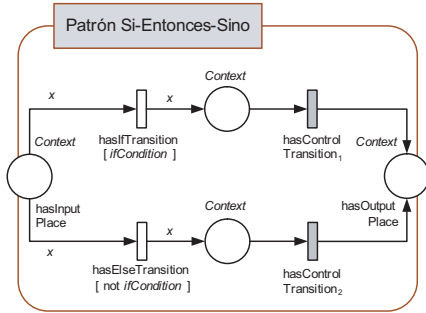 Patrón Si-Entonces-Sino
x
x
Context
Context
hasInput
Place
hasIfTransition
[ ifCondition ]
hasControl
Transition1
Context
hasOutput
Place
x
x
Context
hasElseTransition
[ not ifCondition ]
hasControl
Transition2